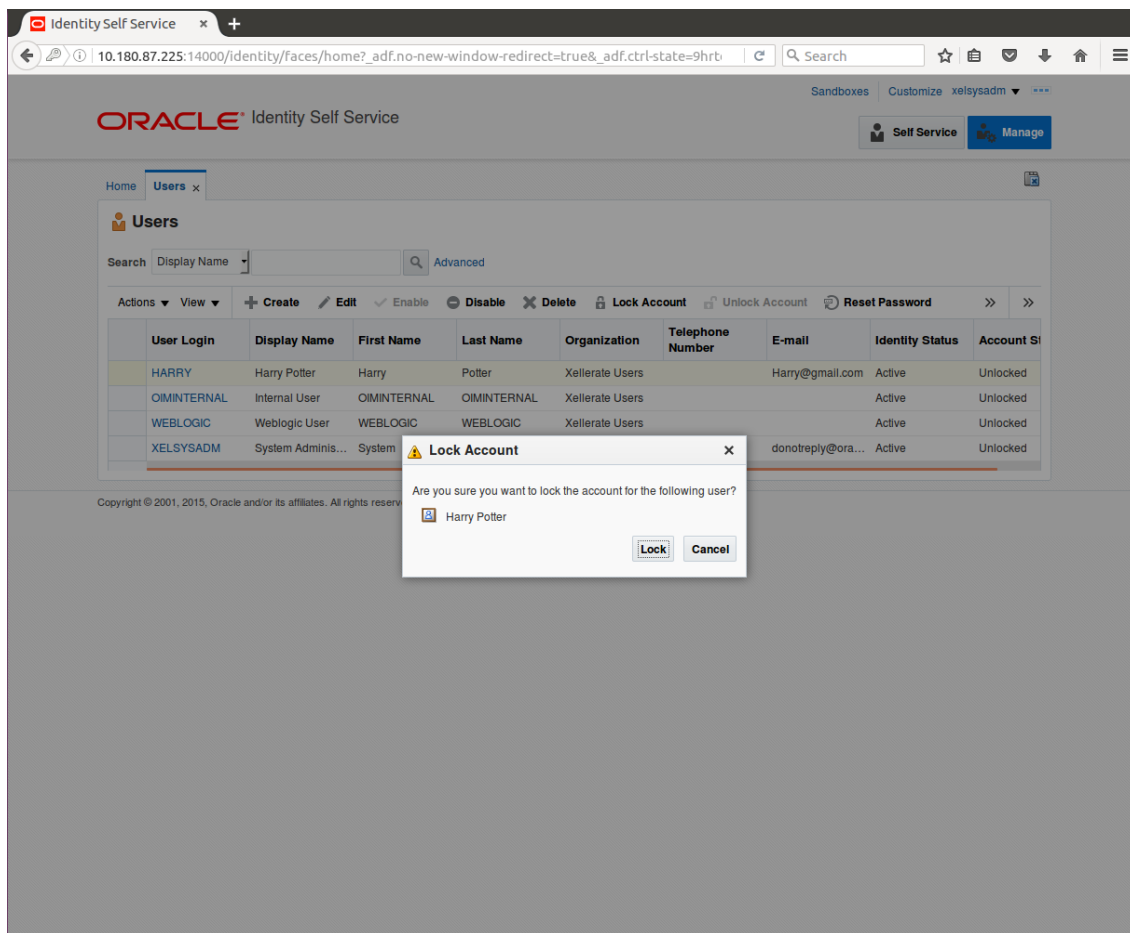 Identity Self Service × +
10.180.87.225:14000/identity/faces/home?_adf.no-new-window-redirect=true&_adf.ctrl-state=9hrt Search
Sandboxes Customize xelsysadm
ORACLE Identity Self Service
Self Service Manage
Home Users ×
Users
Search Display Name Advanced
Actions View Create Edit Enable Disable Delete Lock Account Unlock Account Reset Password » »
User Login Display Name First Name Last Name Organization Telephone Number E-mail Identity Status Account St
HARRY Harry Potter Harry Potter Xellerate Users Harry@gmail.com Active Unlocked
OIMINTERNAL Internal User OIMINTERNAL OIMINTERNAL Xellerate Users Active Unlocked
WEBLOGIC Weblogic User WEBLOGIC WEBLOGIC Xellerate Users Active Unlocked
XELSYSADM System Adminis... System donotreply@ora... Active Unlocked
Copyright © 2001, 2015, Oracle and/or its affiliates. All rights reserv
Lock Account ×
Are you sure you want to lock the account for the following user?
Harry Potter
Lock Cancel